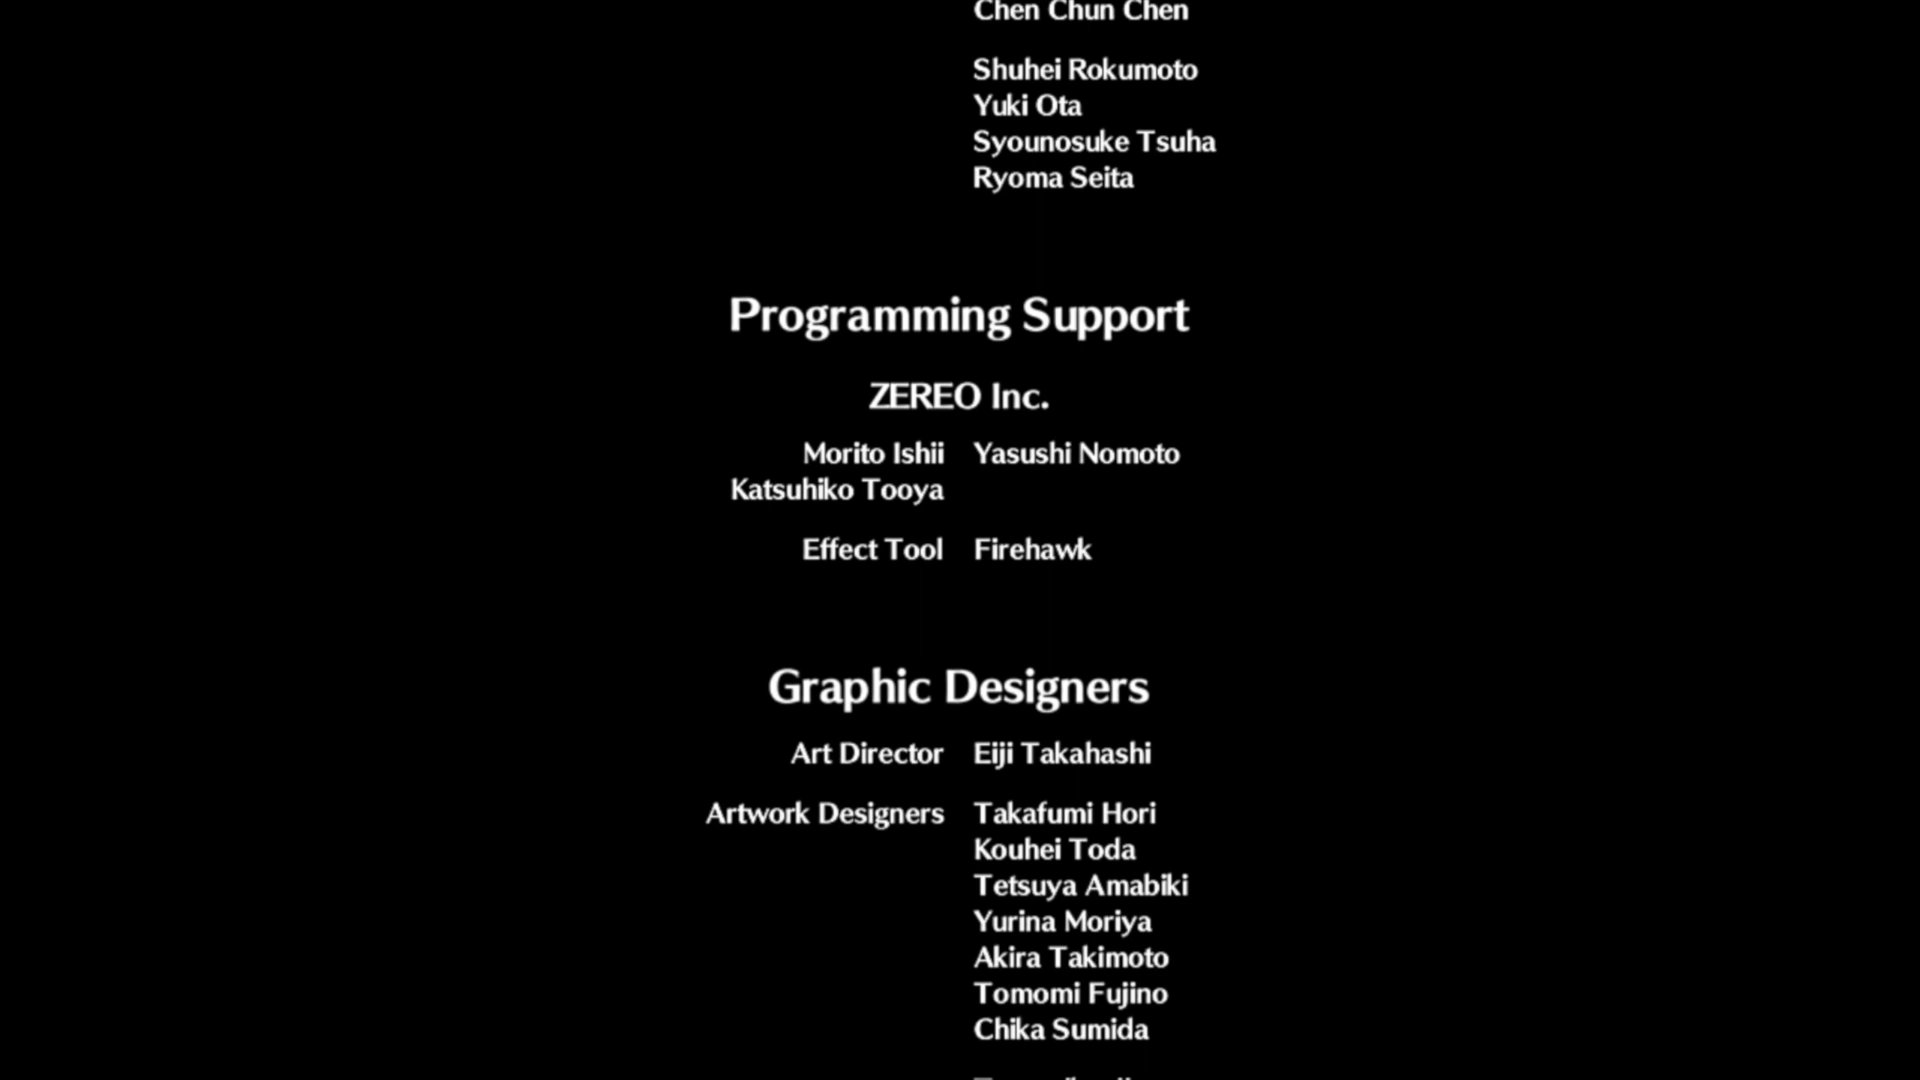 Chen Chun Chen
Shuhei Rokumoto
Yuki Ota
Syounosuke Tsuha
Ryoma Seita
Programming Support
ZEREO Inc.
Morito Ishii Yasushi Nomoto
Katsuhiko Tooya
Effect Tool Firehawk
Graphic Designers
Art Director Eiji Takahashi
Artwork Designers Takafumi Hori
Kouhei Toda
Tetsuya Amabiki
Yurina Moriya
Akira Takimoto
Tomomi Fujino
Chika Sumida